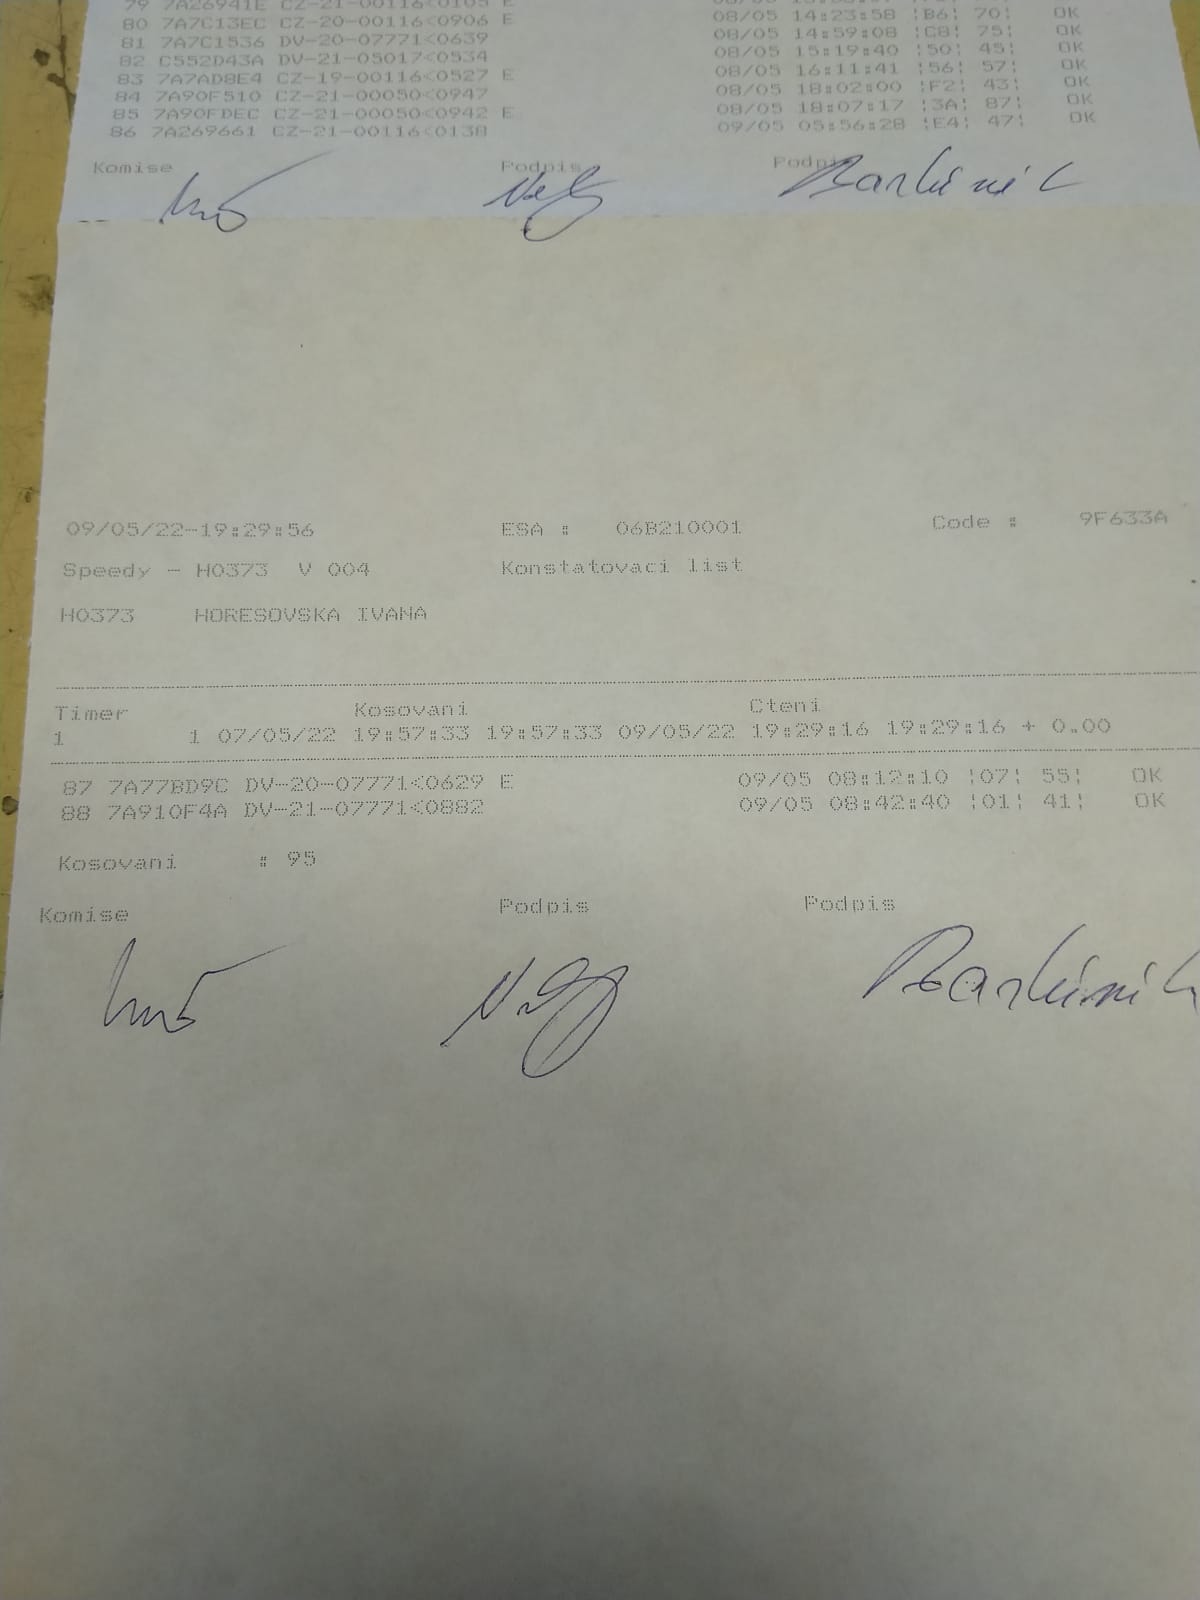 79 7A26941E CZ-21-00116<0105 E
80 7A7C13EC CZ-20-00116<0906 E 08/05 14:23:58 ¦B6¦ 70¦ OK
81 7A7C1536 DV-20-07771<0639 08/05 14:59:08 ¦C8¦ 75¦ OK
82 C552D43A DV-21-05017<0534 08/05 15:19:40 ¦50¦ 45¦ OK
83 7A7AD8E4 CZ-19-00116<0527 E 08/05 16:11:41 ¦56¦ 57¦ OK
84 7A90F510 CZ-21-00050<0947 08/05 18:02:00 ¦F2¦ 43¦ OK
85 7A90FDEC CZ-21-00050<0942 E 08/05 18:07:17 ¦3A¦ 87¦ OK
86 7A269661 CZ-21-00116<0138 09/05 05:56:28 ¦E4¦ 47¦ OK
Komise Podpis Podpis
09/05/22-19:29:56 ESA : 06B210001 Code : 9F633A
Speedy - H0373 V 004 Konstatovaci list
H0373 HORESOVSKA IVANA
Timer Kosovani Cteni
1 1 07/05/22 19:57:33 19:57:33 09/05/22 19:29:16 19:29:16 + 0.00
87 7A77BD9C DV-20-07771<0629 E 09/05 08:12:10 ¦07¦ 55¦ OK
88 7A910F4A DV-21-07771<0882 09/05 08:42:40 ¦01¦ 41¦ OK
Kosovani : 95
Komise Podpis Podpis